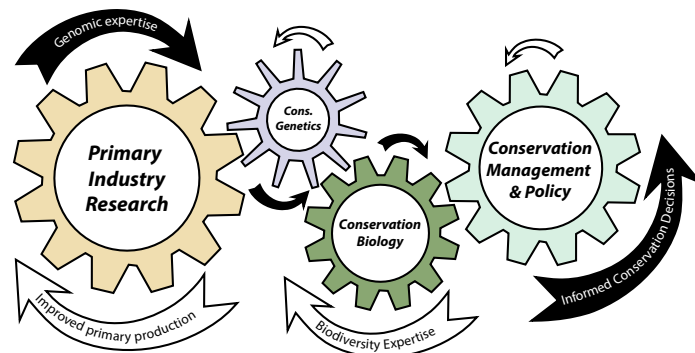 Genomic expertise
Primary
Industry
Research
Improved primary production
Cons.
Genetics
Conservation
Biology
Biodiversity Expertise
Conservation
Management
& Policy
Informed Conservation Decisions